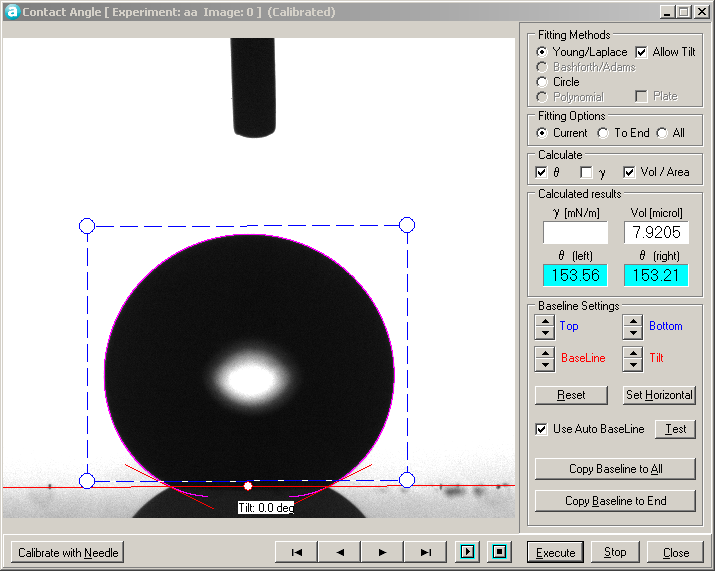 Contact Angle [ Experiment: aa Image: 0 ] (Calibrated)
Fitting Methods
Young/Laplace Allow Tilt
Bashforth/Adams
Circle
Polynomial Plate
Fitting Options
Current To End All
Calculate
θ γ Vol / Area
Calculated results
γ [mN/m] Vol [microl]
7.9205
θ (left) θ (right)
153.56 153.21
Baseline Settings
Top Bottom
BaseLine Tilt
Reset Set Horizontal
Use Auto BaseLine Test
Copy Baseline to All
Copy Baseline to End
Tilt: 0.0 deg
Calibrate with Needle Execute Stop Close